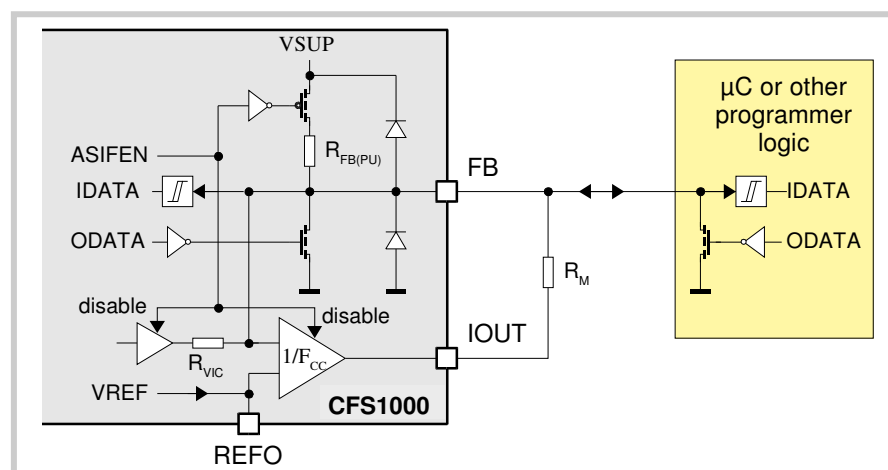 VSUP
µC or other
programmer
logic
ASIFEN
R_FB(PU)
FB
IDATA
IDATA
ODATA
ODATA
R_M
disable
disable
IOUT
R_VIC
1/F_CC
VREF
CFS1000
REFO